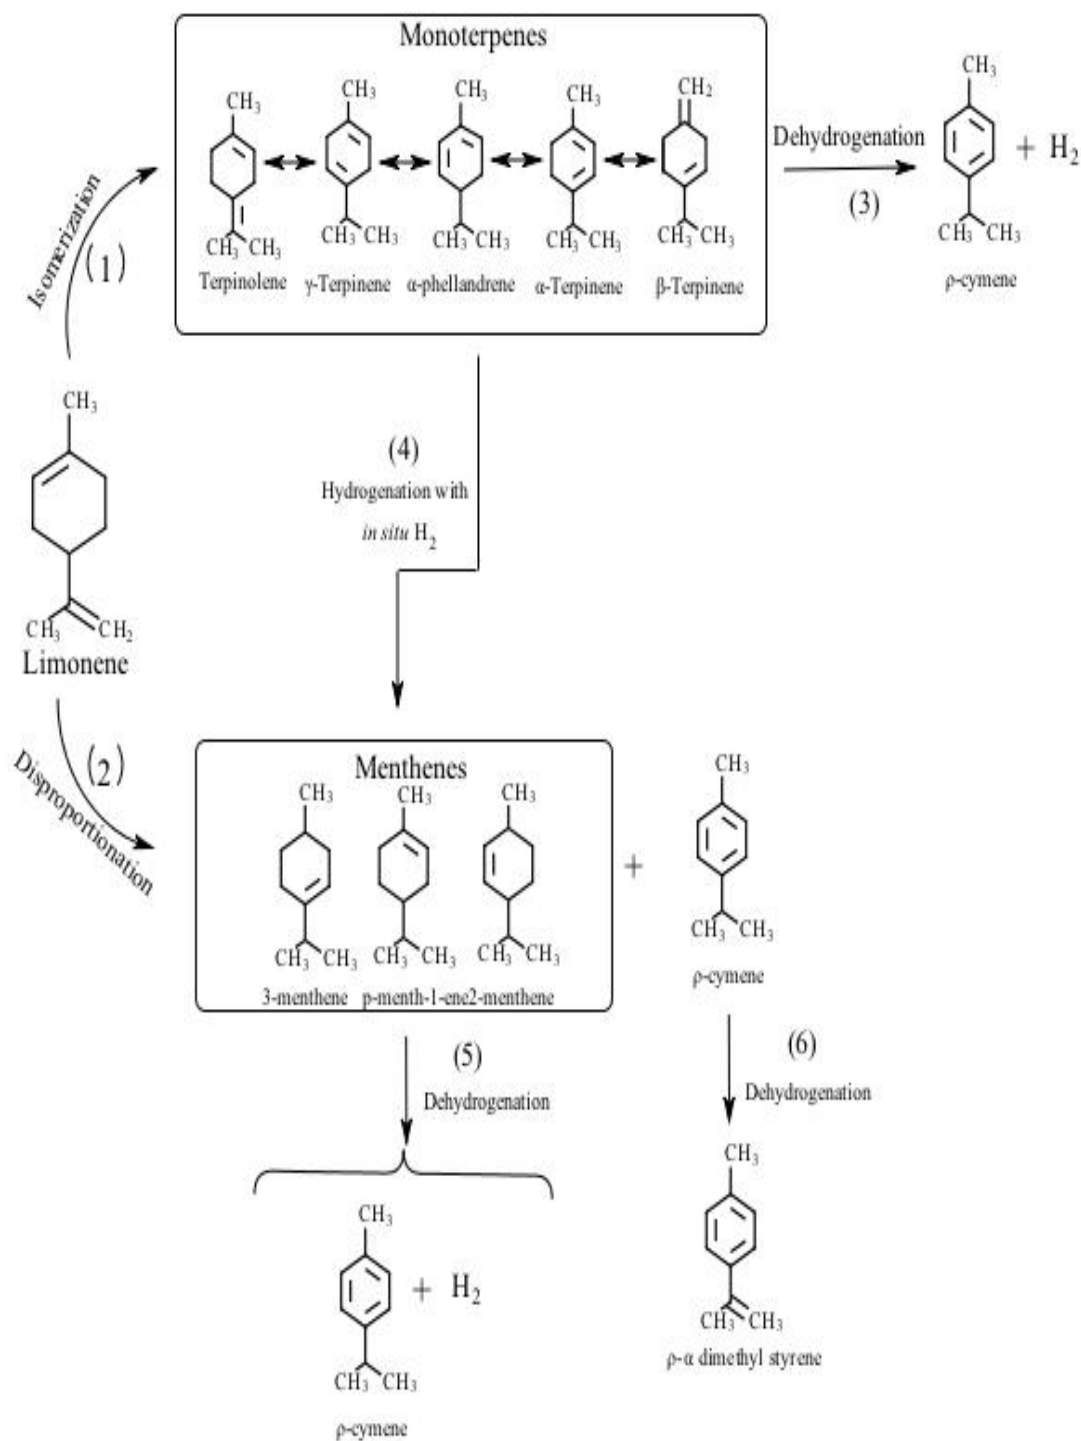 Monoterpenes
CH3
CH3
CH3
CH3
CH2
CH3 CH3
CH3 CH3
CH3 CH3
CH3 CH3
CH3 CH3
Terpinolene γ-Terpinene α-phellandrene α-Terpinene β-Terpinene
Dehydrogenation
(3)
CH3
CH3 CH3
+ H2
ρ-cymene
Isomerization
(1)
CH3
CH3 CH2
Limonene
(4)
Hydrogenation with
in situ H2
(2)
Disproportionation
Menthenes
CH3
CH3
CH3
CH3 CH3
CH3 CH3
CH3 CH3
3-menthene p-menth-1-ene2-menthene
+
CH3
CH3 CH3
ρ-cymene
(5)
Dehydrogenation
(6)
Dehydrogenation
CH3
CH3 CH3
+ H2
ρ-cymene
CH3
CH3 CH3
ρ-α dimethyl styrene